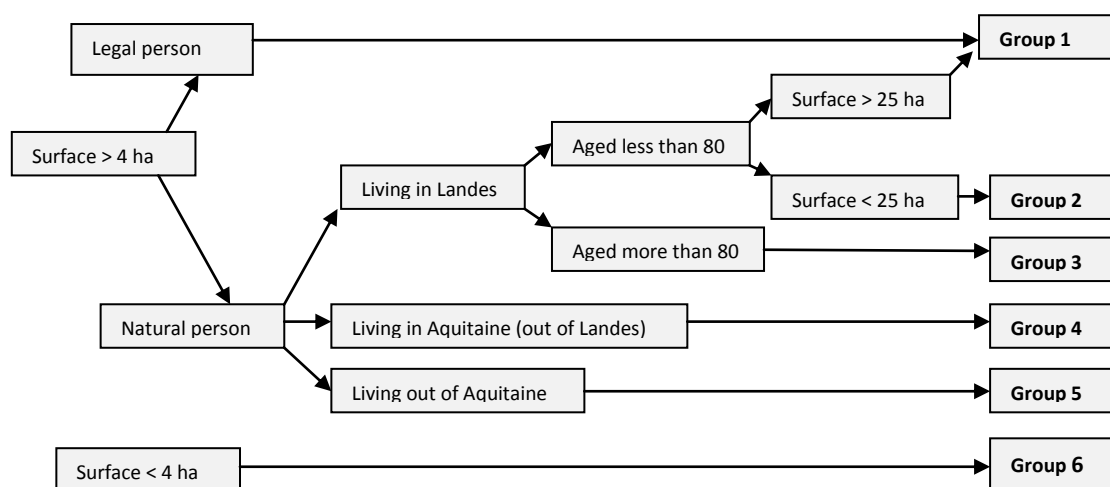 Legal person
Group 1
Surface > 25 ha
Surface > 4 ha
Aged less than 80
Living in Landes
Surface < 25 ha
Group 2
Aged more than 80
Group 3
Natural person
Living in Aquitaine (out of Landes)
Group 4
Living out of Aquitaine
Group 5
Surface < 4 ha
Group 6